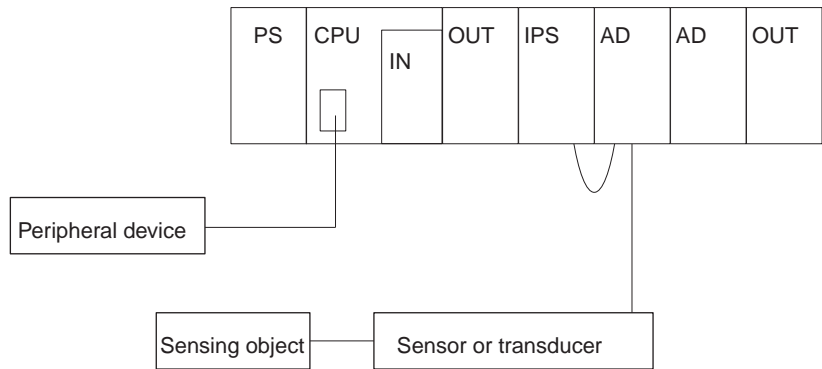 PS CPU IN OUT IPS AD AD OUT
Peripheral device
Sensing object Sensor or transducer